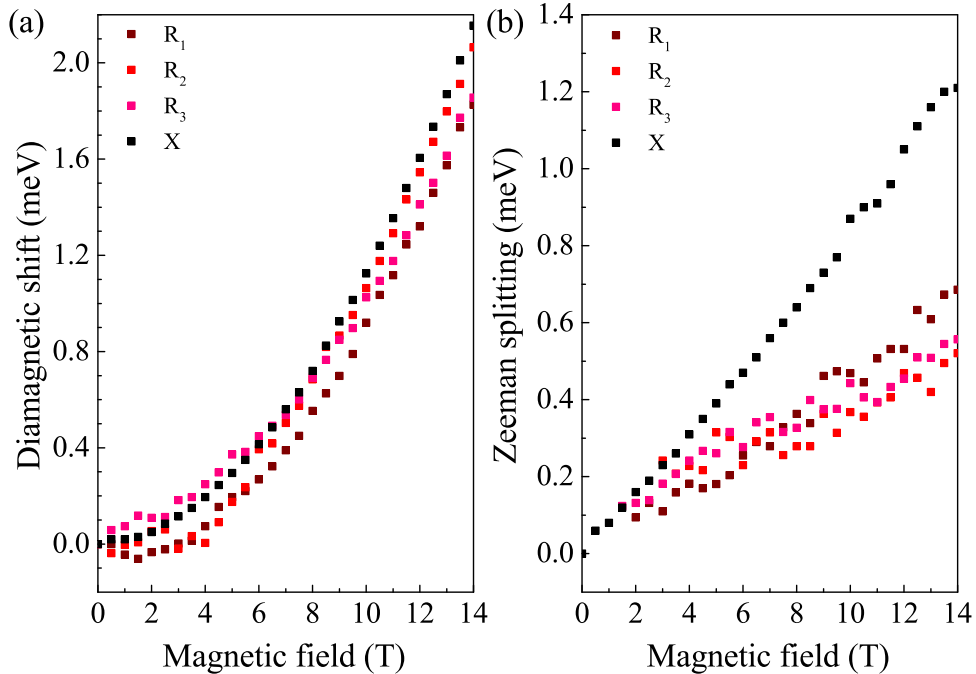 (a)
R₁
R₂
R₃
X
2.0
1.6
1.2
0.8
0.4
0.0
Diamagnetic shift (meV)
0 2 4 6 8 10 12 14
Magnetic field (T)
(b)
R₁
R₂
R₃
X
1.4
1.2
1.0
0.8
0.6
0.4
0.2
0.0
Zeeman splitting (meV)
0 2 4 6 8 10 12 14
Magnetic field (T)